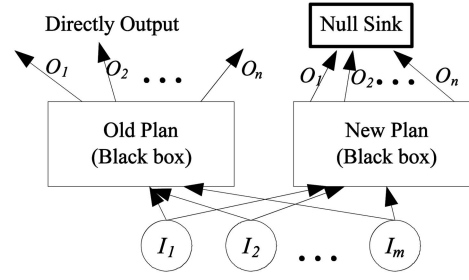 Directly Output
Null Sink
O1 O2 ... On
O1 O2 ... On
Old Plan
(Black box)
New Plan
(Black box)
I1 I2 ... Im